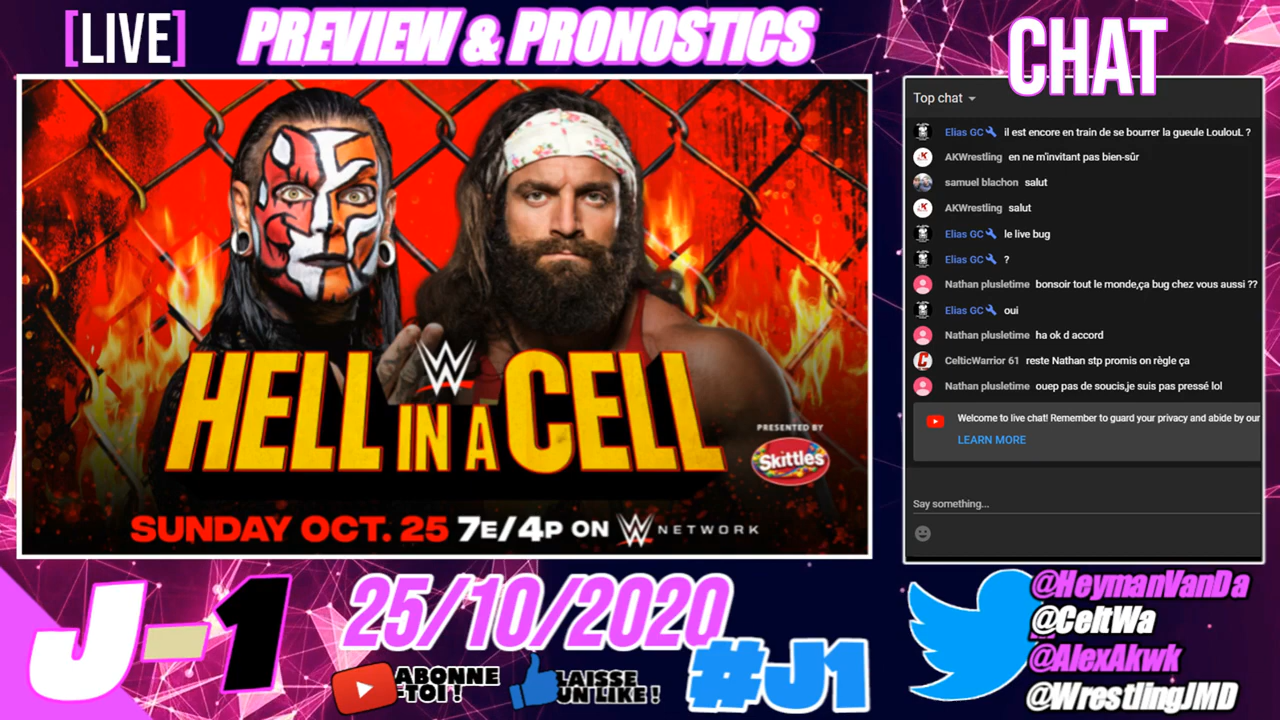 [LIVE]
PREVIEW & PRONOSTICS
CHAT
HELL IN A CELL
PRESENTED BY
Skittles
SUNDAY OCT. 25 7E/4P ON W NETWORK
Top chat
Elias GC il est encore en train de se bourrer la gueule LoulouL ?
AKWrestling en ne m'invitant pas bien-sûr
samuel blachon salut
AKWrestling salut
Elias GC le live bug
Elias GC ?
Nathan plusletime bonsoir tout le monde,ça bug chez vous aussi ??
Elias GC oui
Nathan plusletime ha ok d accord
CelticWarrior 61 reste Nathan stp promis on règle ça
Nathan plusletime ouep pas de soucis,je suis pas pressé lol
Welcome to live chat! Remember to guard your privacy and abide by our
LEARN MORE
Say something...
J-1
25/10/2020
ABONNE
-TOI !
LAISSE
UN LIKE !
#J1
@HeymanVanDa
@CeltWa
@AlexAkwk
@WrestlingJMD